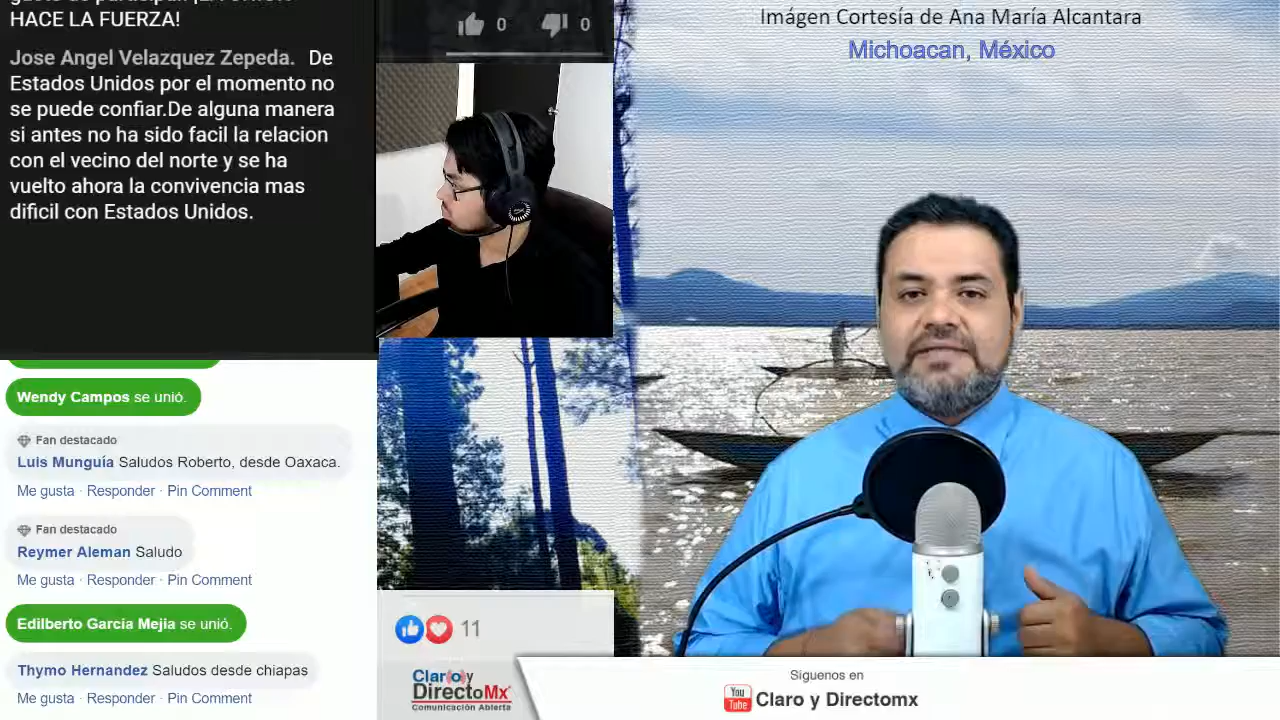 HACE LA FUERZA!
Jose Angel Velazquez Zepeda. De
Estados Unidos por el momento no
se puede confiar.De alguna manera
si antes no ha sido facil la relacion
con el vecino del norte y se ha
vuelto ahora la convivencia mas
dificil con Estados Unidos.
0 0
Imágen Cortesía de Ana María Alcantara
Michoacan, México
Wendy Campos se unió.
Fan destacado
Luis Munguía Saludos Roberto, desde Oaxaca.
Me gusta · Responder · Pin Comment
Fan destacado
Reymer Aleman Saludo
Me gusta · Responder · Pin Comment
Edilberto Garcia Mejia se unió.
Thymo Hernandez Saludos desde chiapas
Me gusta · Responder · Pin Comment
11
Claro y
DirectoMx
Comunicación Abierta
Síguenos en
You Tube Claro y Directomx